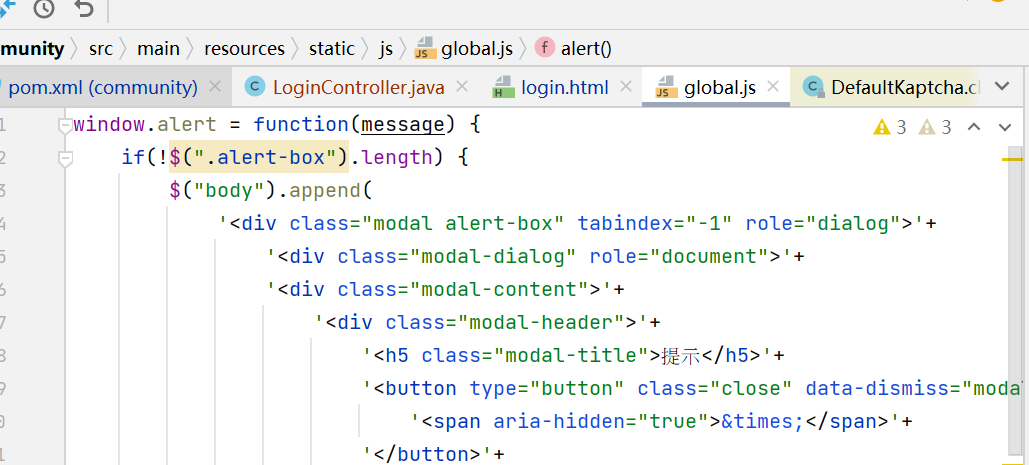 munity › src › main › resources › static › js › global.js › alert()
pom.xml (community) LoginController.java login.html global.js DefaultKaptcha.cl
1 window.alert = function(message) { 3 3
2 if(!$(".alert-box").length) {
3 $("body").append(
4 '<div class="modal alert-box" tabindex="-1" role="dialog">'+
5 '<div class="modal-dialog" role="document">'+
6 '<div class="modal-content">'+
7 '<div class="modal-header">'+
8 '<h5 class="modal-title">提示</h5>'+
9 '<button type="button" class="close" data-dismiss="moda
0 '<span aria-hidden="true">&times;</span>'+
1 '</button>'+